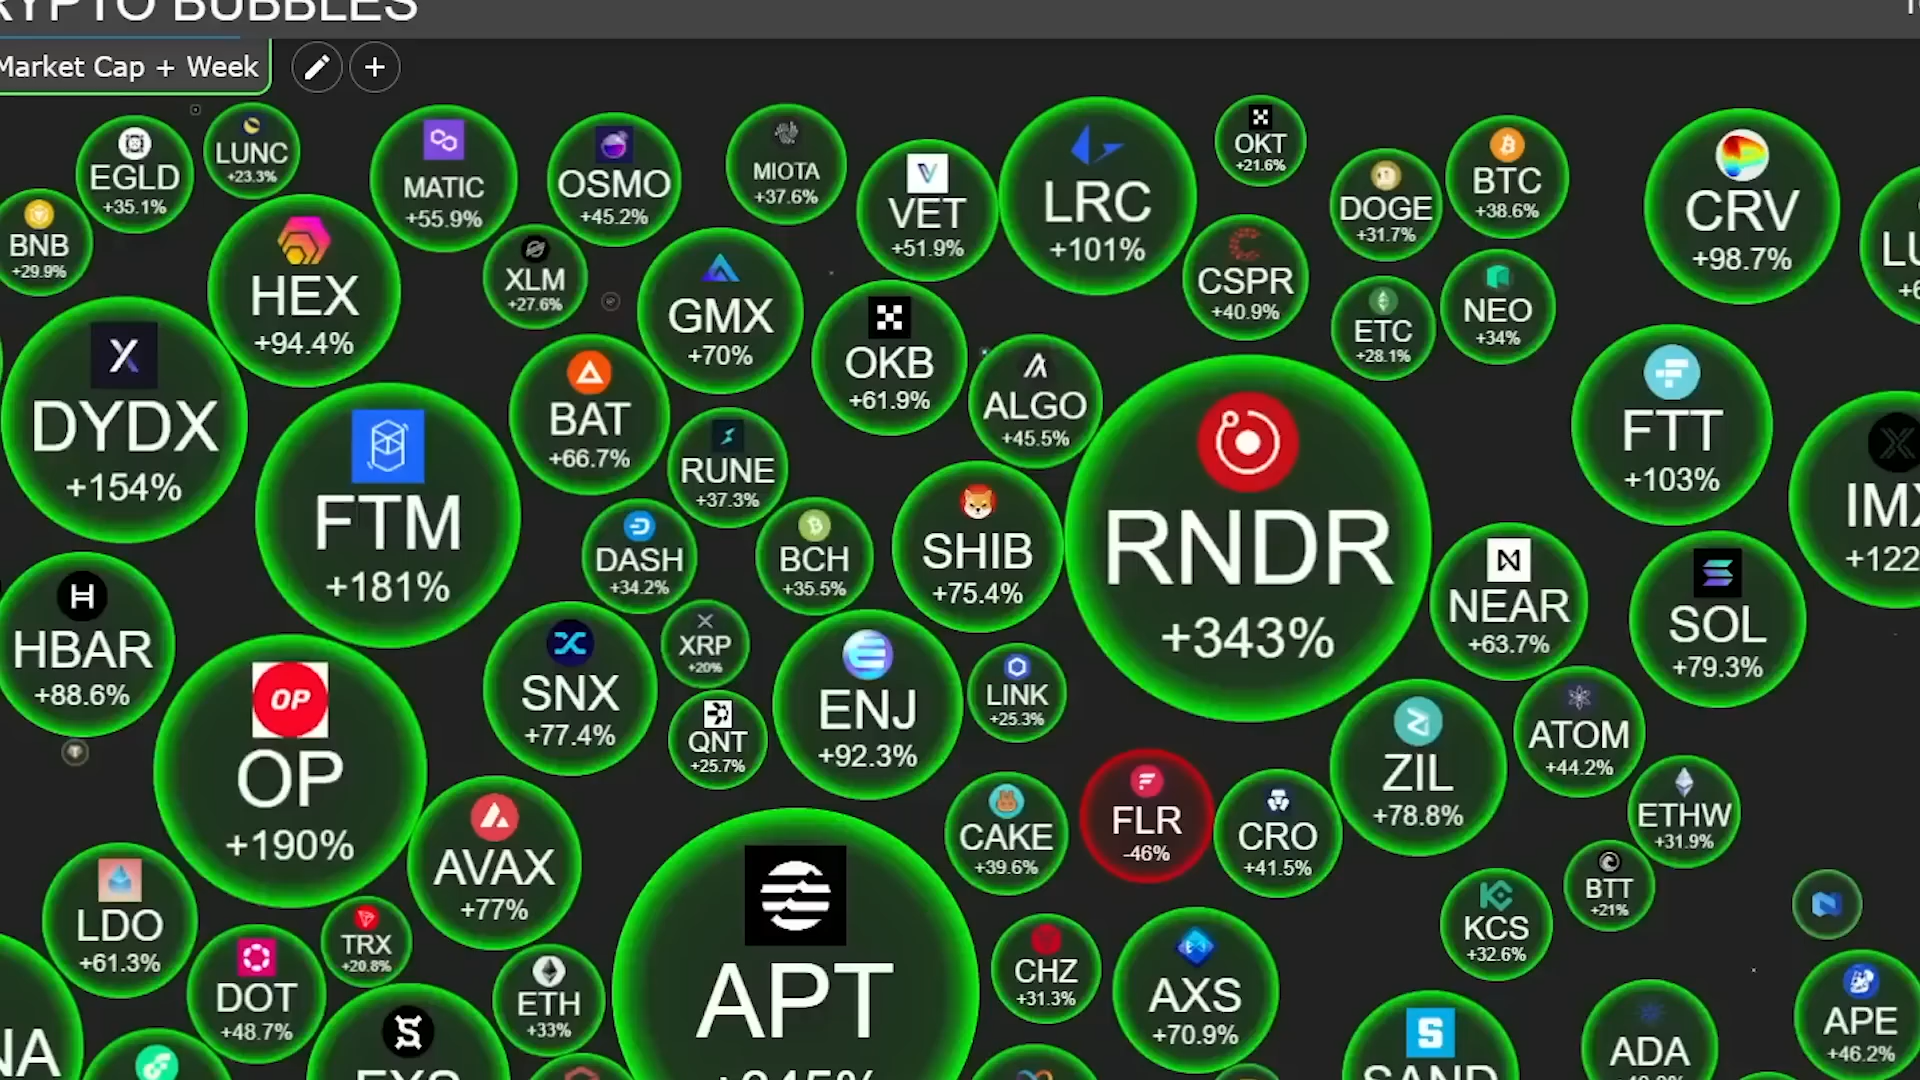 CRYPTO BUBBLES
Market Cap + Week
EGLD
+35.1%
LUNC
+23.3%
MATIC
+55.9%
OSMO
+45.2%
MIOTA
+37.6%
VET
+51.9%
LRC
+101%
OKT
+21.6%
DOGE
+31.7%
BTC
+38.6%
CRV
+98.7%
BNB
+29.9%
HEX
+94.4%
XLM
+27.6%
GMX
+70%
OKB
+61.9%
CSPR
+40.9%
ETC
+28.1%
NEO
+34%
DYDX
+154%
FTM
+181%
BAT
+66.7%
RUNE
+37.3%
ALGO
+45.5%
RNDR
+343%
FTT
+103%
IMX
+122
HBAR
+88.6%
DASH
+34.2%
BCH
+35.5%
SHIB
+75.4%
NEAR
+63.7%
SOL
+79.3%
OP
OP
+190%
SNX
+77.4%
XRP
+20%
QNT
+25.7%
ENJ
+92.3%
LINK
+25.3%
ZIL
+78.8%
ATOM
+44.2%
ETHW
+31.9%
AVAX
+77%
CAKE
+39.6%
FLR
-46%
CRO
+41.5%
LDO
+61.3%
TRX
+20.8%
DOT
+48.7%
ETH
+33%
APT
CHZ
+31.3%
AXS
+70.9%
KCS
+32.6%
BTT
+21%
SAND
ADA
APE
+46.2%